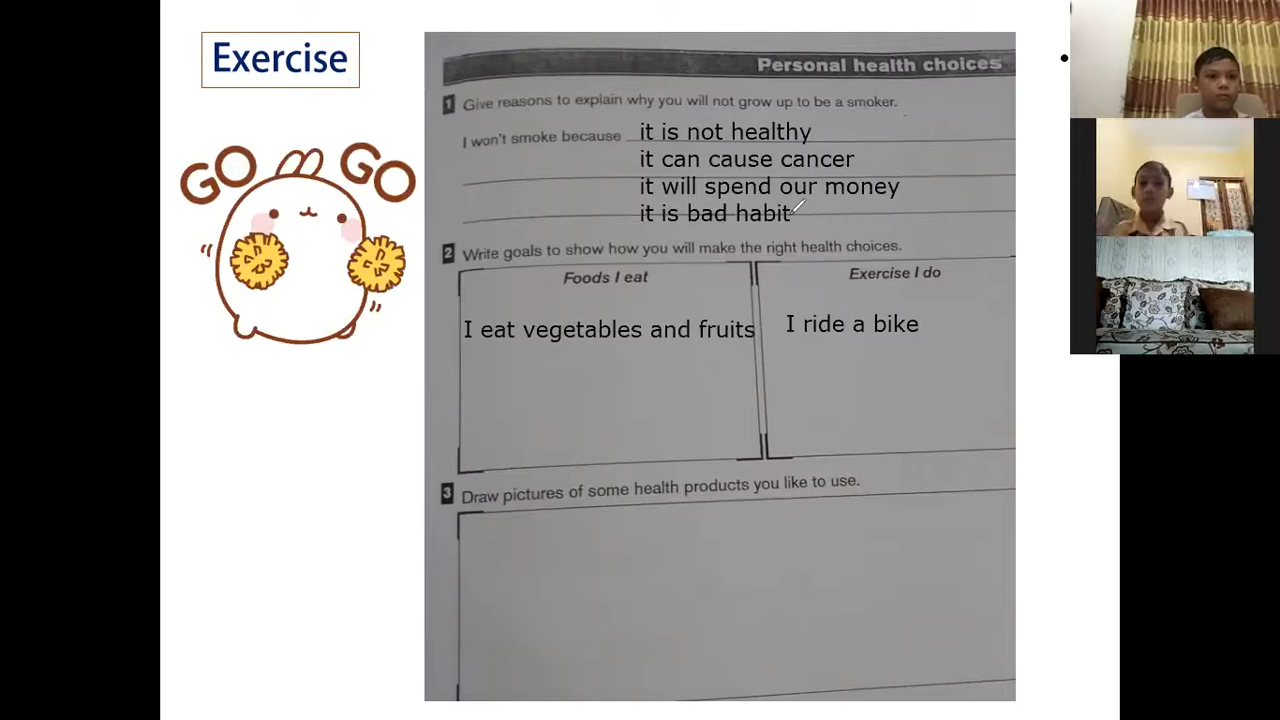 Exercise
GO GO
Personal health choices
1 Give reasons to explain why you will not grow up to be a smoker.
I won't smoke because it is not healthy
it can cause cancer
it will spend our money
it is bad habit
2 Write goals to show how you will make the right health choices.
Foods I eat
Exercise I do
I eat vegetables and fruits
I ride a bike
3 Draw pictures of some health products you like to use.